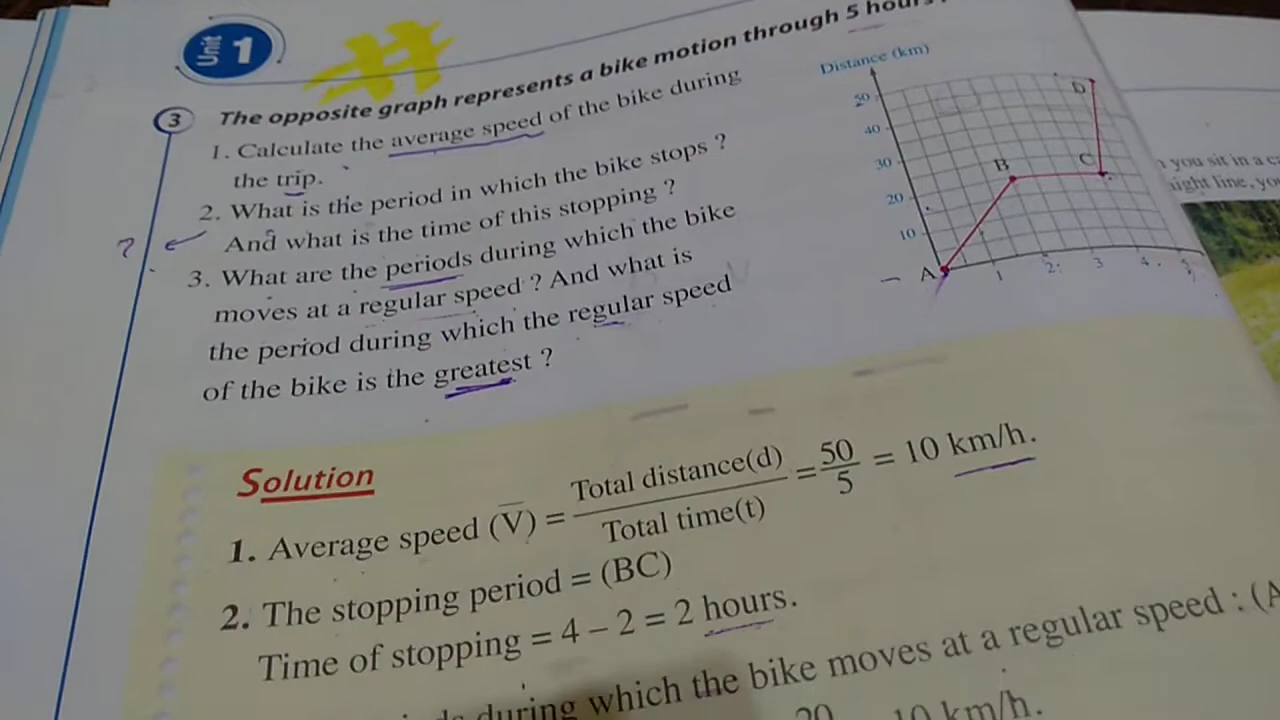 Unit 1
3 The opposite graph represents a bike motion through 5 hours
1. Calculate the average speed of the bike during
the trip.
2. What is the period in which the bike stops ?
And what is the time of this stopping ?
3. What are the periods during which the bike
moves at a regular speed ? And what is
the period during which the regular speed
of the bike is the greatest ?
Distance (km)
50
40
30
20
10
A
B
C
D
1 2 3 4 5
you sit in a
line, yo
?
Solution
1. Average speed (V̅) = Total distance(d) / Total time(t) = 50 / 5 = 10 km/h.
2. The stopping period = (BC)
Time of stopping = 4 – 2 = 2 hours.
during which the bike moves at a regular speed : (A
20
10 km/h.